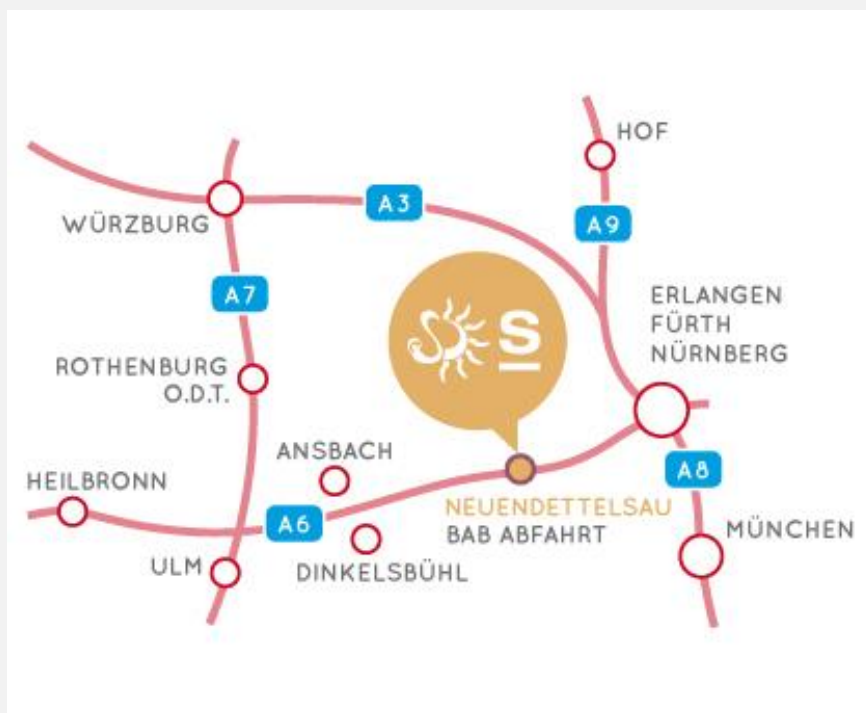 HOF
A3
A9
WÜRZBURG
A7
ERLANGEN
FÜRTH
NÜRNBERG
S
ROTHENBURG
O.D.T.
ANSBACH
HEILBRONN
A8
NEUENDETTELSAU
BAB ABFAHRT
A6
MÜNCHEN
ULM
DINKELSBÜHL